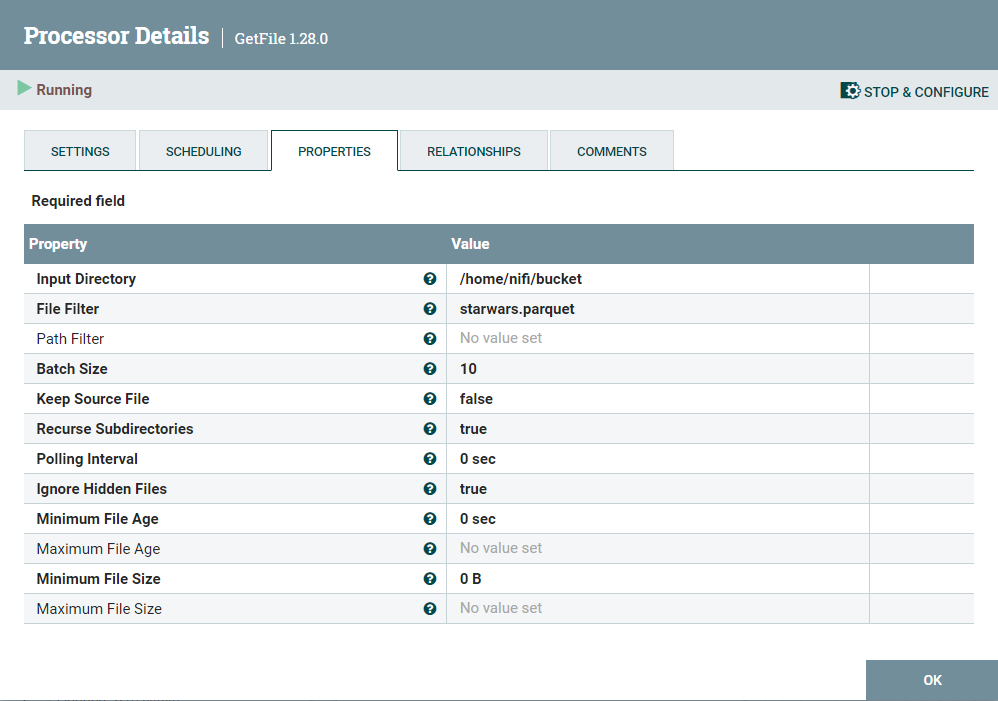 Processor Details | GetFile 1.28.0
Running
STOP & CONFIGURE
SETTINGS SCHEDULING PROPERTIES RELATIONSHIPS COMMENTS
Required field
Property Value
Input Directory /home/nifi/bucket
File Filter starwars.parquet
Path Filter No value set
Batch Size 10
Keep Source File false
Recurse Subdirectories true
Polling Interval 0 sec
Ignore Hidden Files true
Minimum File Age 0 sec
Maximum File Age No value set
Minimum File Size 0 B
Maximum File Size No value set
OK